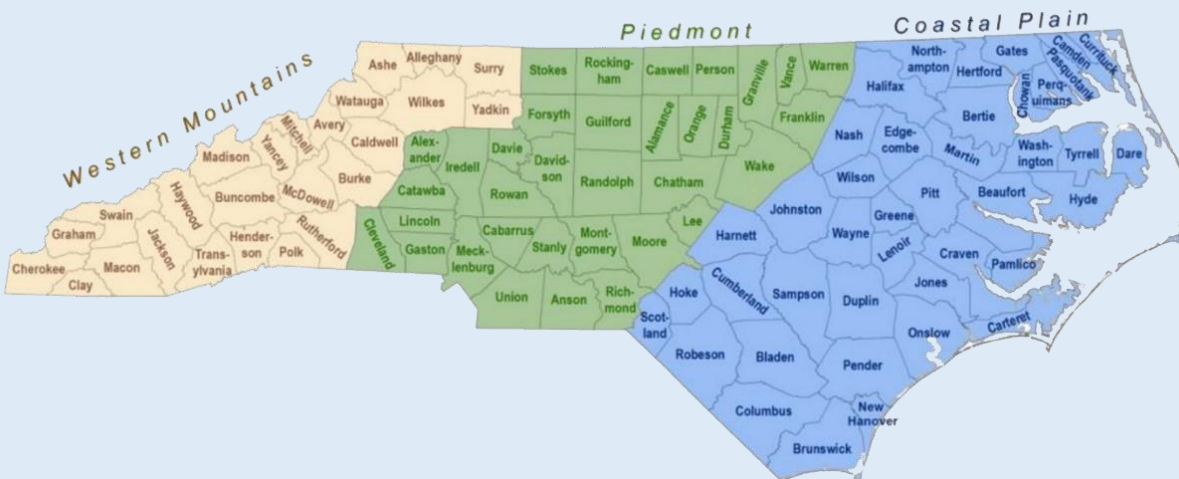 Western Mountains
Piedmont
Coastal Plain
Ashe
Alleghany
Surry
Watauga
Wilkes
Yadkin
Mitchell
Avery
Caldwell
Madison
Yancey
Burke
Buncombe
McDowell
Haywood
Swain
Graham
Jackson
Hender-
son
Rutherford
Polk
Trans-
ylvania
Cherokee
Macon
Clay
Stokes
Rocking-
ham
Caswell
Person
Granville
Vance
Warren
Forsyth
Guilford
Alamance
Orange
Durham
Franklin
Alex-
ander
Iredell
Davie
David-
son
Wake
Catawba
Rowan
Randolph
Chatham
Cleveland
Lincoln
Gaston
Meck-
lenburg
Cabarrus
Stanly
Mont-
gomery
Moore
Lee
Union
Anson
Rich-
mond
North-
ampton
Gates
Camden
Currituck
Pasquotank
Halifax
Hertford
Chowan
Perq-
uimans
Bertie
Nash
Edge-
combe
Martin
Wash-
ington
Tyrrell
Dare
Wilson
Pitt
Beaufort
Hyde
Johnston
Greene
Wayne
Harnett
Lenoir
Craven
Pamlico
Hoke
Cumberland
Sampson
Duplin
Jones
Scot-
land
Onslow
Carteret
Robeson
Bladen
Pender
Columbus
New
Hanover
Brunswick